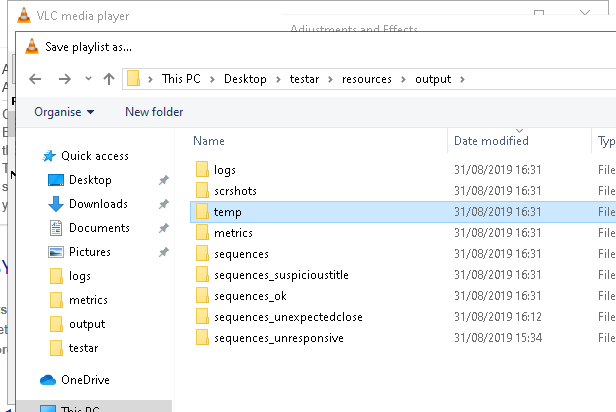 VLC media player
Adjustments and Effects
Save playlist as...
This PC > Desktop > testar > resources > output >
Organise New folder
Name Date modified Typ
Quick access
Desktop
Downloads
Documents
Pictures
logs
metrics
output
testar
OneDrive
This PC
logs 31/08/2019 16:31 File
scrshots 31/08/2019 16:31 File
temp 31/08/2019 16:31 File
metrics 31/08/2019 16:31 File
sequences 31/08/2019 16:31 File
sequences_suspicioustitle 31/08/2019 16:31 File
sequences_ok 31/08/2019 16:31 File
sequences_unexpectedclose 31/08/2019 16:12 File
sequences_unresponsive 31/08/2019 15:34 File